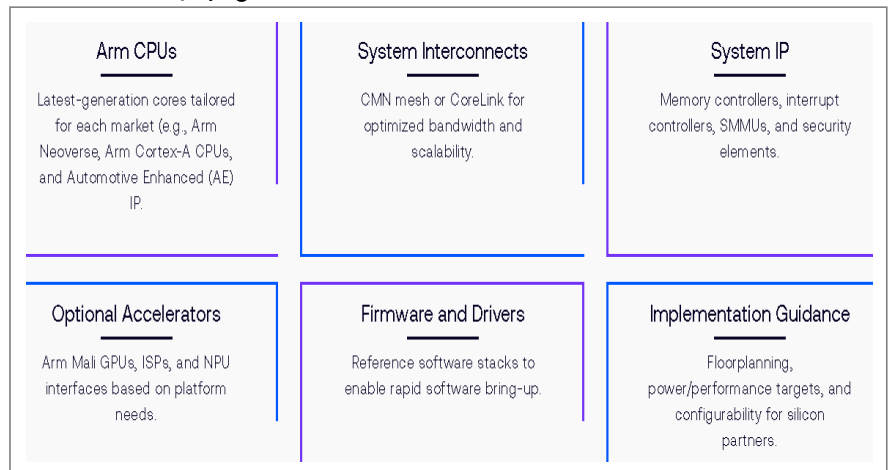 Arm CPUs
Latest-generation cores tailored
for each market (e.g., Arm
Neoverse, Arm Cortex-A CPUs,
and Automotive Enhanced (AE)
IP.
System Interconnects
CMN mesh or CoreLink for
optimized bandwidth and
scalability.
System IP
Memory controllers, interrupt
controllers, SMMUs, and security
elements.
Optional Accelerators
Arm Mali GPUs, ISPs, and NPU
interfaces based on platform
needs.
Firmware and Drivers
Reference software stacks to
enable rapid software bring-up.
Implementation Guidance
Floorplanning,
power/performance targets, and
configurability for silicon
partners.